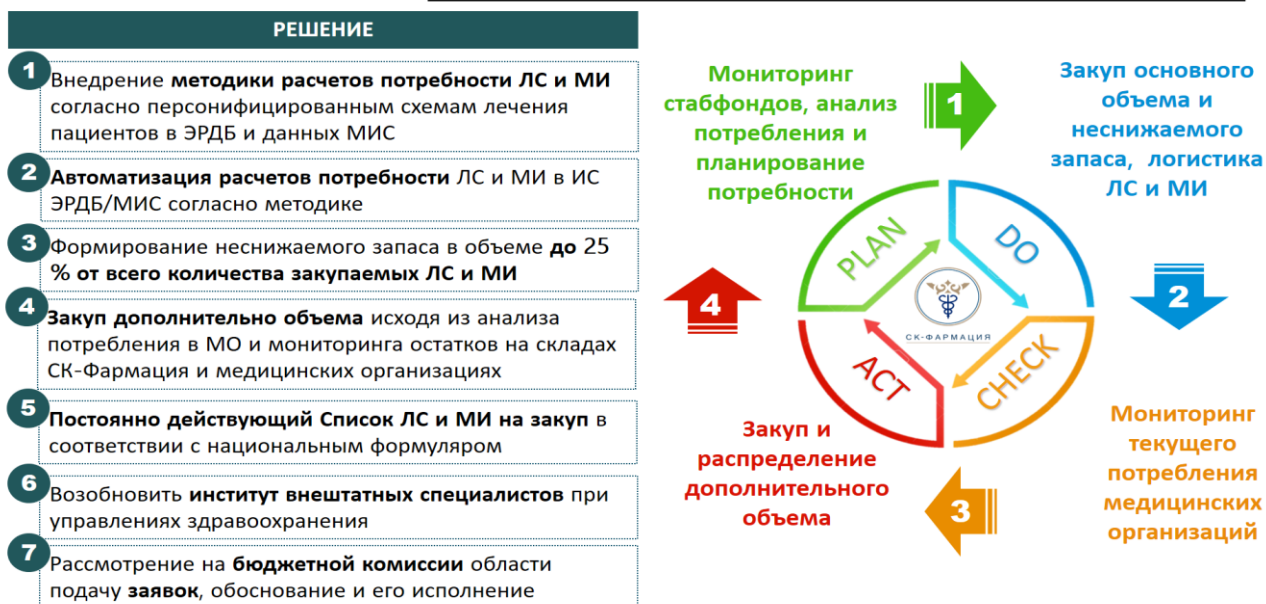 РЕШЕНИЕ
1
Внедрение методики расчетов потребности ЛС и МИ
согласно персонифицированным схемам лечения
пациентов в ЭРДБ и данных МИС
2
Автоматизация расчетов потребности ЛС и МИ в ИС
ЭРДБ/МИС согласно методике
3
Формирование неснижаемого запаса в объеме до 25
% от всего количества закупаемых ЛС и МИ
4
Закуп дополнительно объема исходя из анализа
потребления в МО и мониторинга остатков на складах
СК-Фармация и медицинских организациях
5
Постоянно действующий Список ЛС и МИ на закуп в
соответствии с национальным формуляром
6
Возобновить институт внештатных специалистов при
управлениях здравоохранения
7
Рассмотрение на бюджетной комиссии области
подачу заявок, обоснование и его исполнение
Мониторинг
стабфондов, анализ
потребления и
планирование
потребности
1
Закуп основного
объема и
неснижаемого
запаса, логистика
ЛС и МИ
PLAN
DO
4
2
СК-ФАРМАЦИЯ
ACT
CHECK
Закуп и
распределение
дополнительного
объема
3
Мониторинг
текущего
потребления
медицинских
организаций